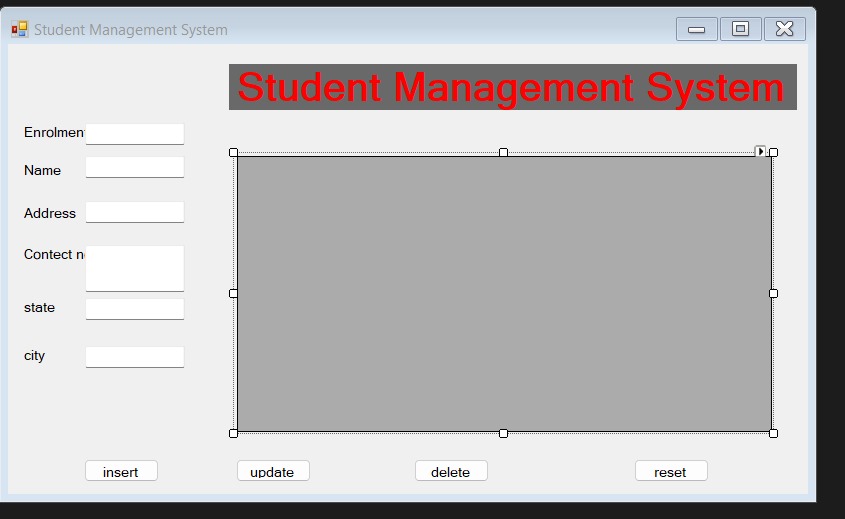 Student Management System
Student Management System
Enrolment
Name
Address
Contect n
state
city
insert
update
delete
reset